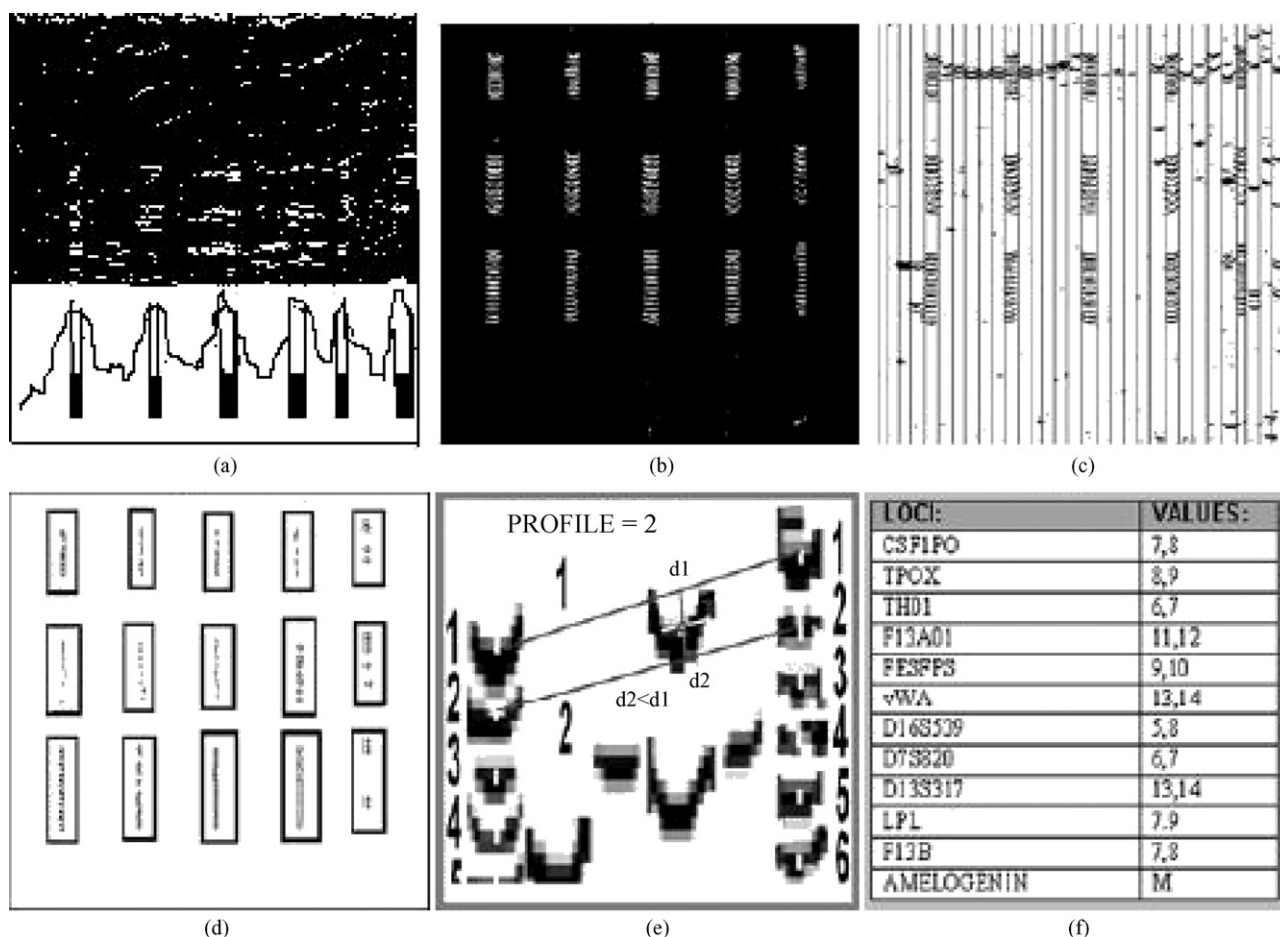 (a)
(b)
(c)
PROFILE = 2
1
d1
1
1
2
2
d2
3
d2<d1
2
2
3
4
4
5
6
(d)
(e)
LOCI: VALUES:
CSF1PO 7,8
TPOX 8,9
TH01 6,7
F13A01 11,12
FESFPS 9,10
vWA 13,14
D16S539 5,8
D7S820 6,7
D13S317 13,14
LPL 7.9
F13B 7,8
AMELOGENIN M
(f)